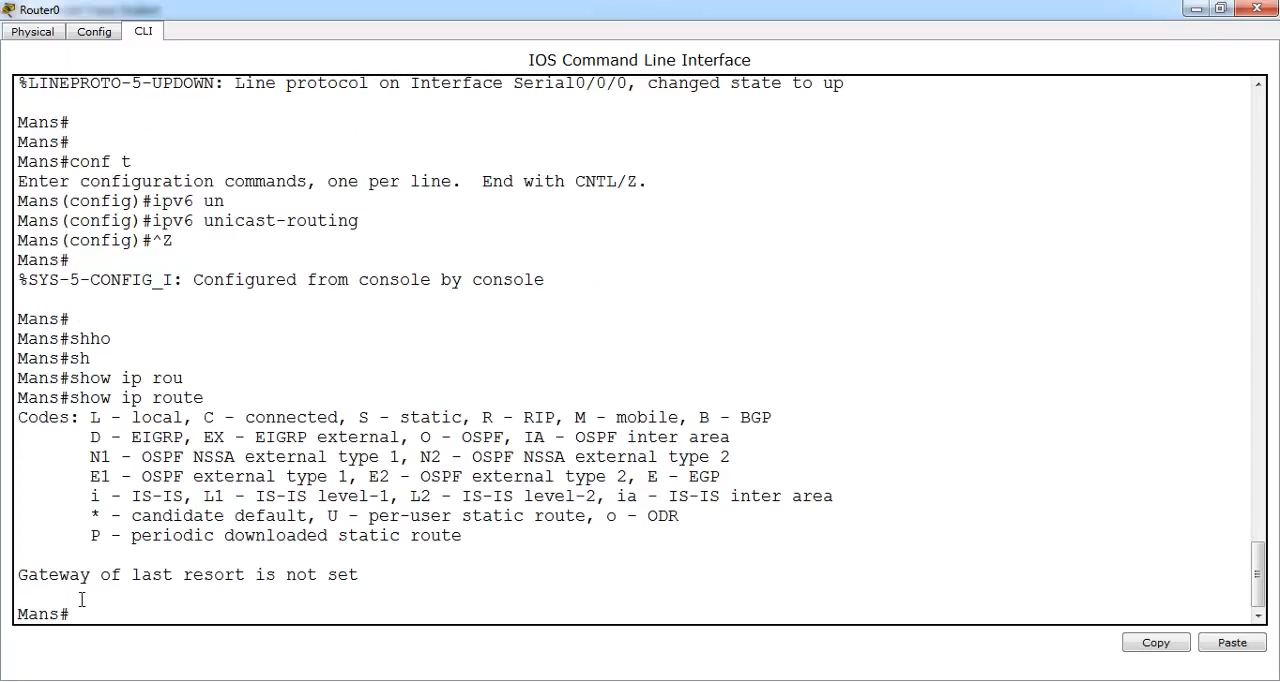 Router0
Physical Config CLI
IOS Command Line Interface
%LINEPROTO-5-UPDOWN: Line protocol on Interface Serial0/0/0, changed state to up
Mans#
Mans#
Mans#conf t
Enter configuration commands, one per line.  End with CNTL/Z.
Mans(config)#ipv6 un
Mans(config)#ipv6 unicast-routing
Mans(config)#^Z
Mans#
%SYS-5-CONFIG_I: Configured from console by console
Mans#
Mans#shho
Mans#sh
Mans#show ip rou
Mans#show ip route
Codes: L - local, C - connected, S - static, R - RIP, M - mobile, B - BGP
D - EIGRP, EX - EIGRP external, O - OSPF, IA - OSPF inter area
N1 - OSPF NSSA external type 1, N2 - OSPF NSSA external type 2
E1 - OSPF external type 1, E2 - OSPF external type 2, E - EGP
i - IS-IS, L1 - IS-IS level-1, L2 - IS-IS level-2, ia - IS-IS inter area
* - candidate default, U - per-user static route, o - ODR
P - periodic downloaded static route
Gateway of last resort is not set
Mans#
Copy Paste